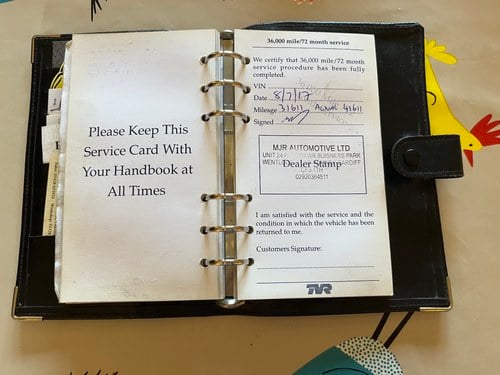 Please Keep This
Service Card With
Your Handbook at
All Times
36,000 mile/72 month service
We certify that 36,000 mile/72 month
service procedure has been fully
completed.
VIN
Date 8/7/17
Mileage 31611 Actual 41611
Signed
MJR AUTOMOTIVE LTD
UNIT 24 BUISNESS PARK
Dealer Stamp CARDIFF
02920364511
I am satisfied with the service and the
condition in which the vehicle has been
returned to me.
Customers Signature:
TVR